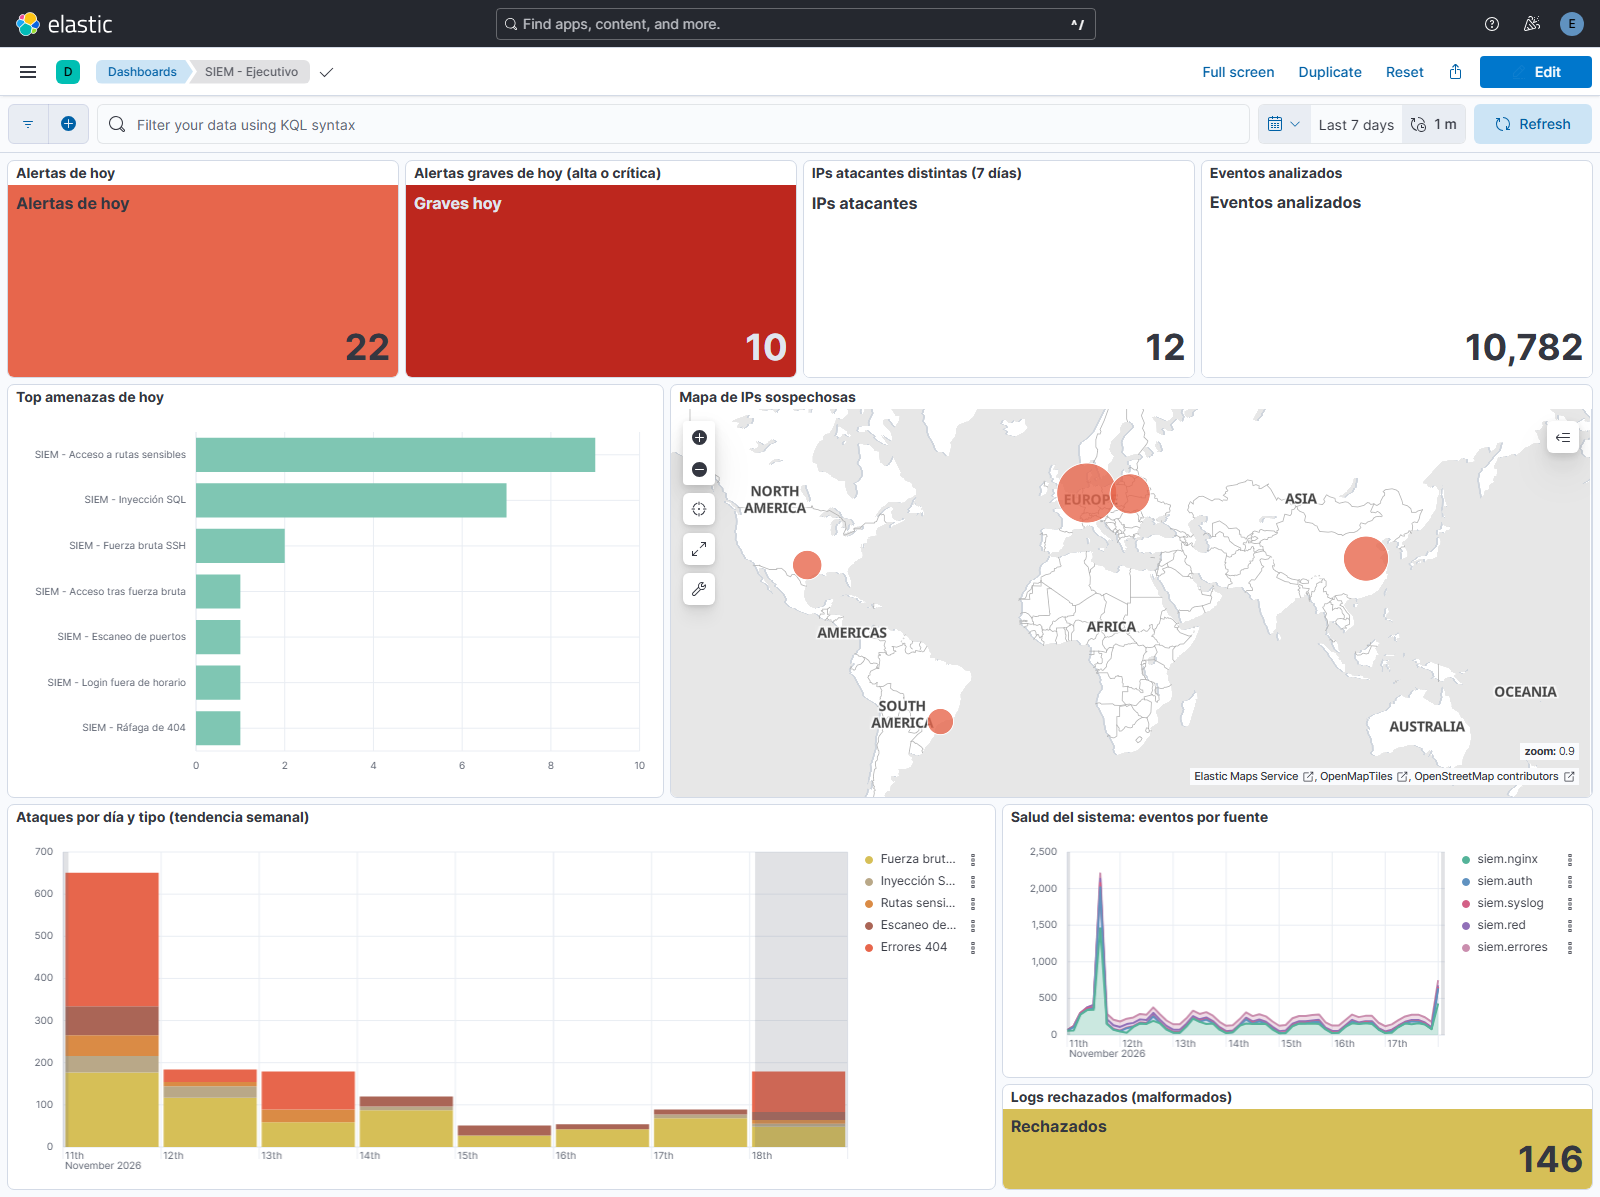 elastic
Find apps, content, and more.
^/
E
D
Dashboards
SIEM - Ejecutivo
Full screen
Duplicate
Reset
Edit
Filter your data using KQL syntax
Last 7 days
1 m
Refresh
Alertas de hoy
Alertas de hoy
22
Alertas graves de hoy (alta o crítica)
Graves hoy
10
IPs atacantes distintas (7 días)
IPs atacantes
12
Eventos analizados
Eventos analizados
10,782
Top amenazas de hoy
SIEM - Acceso a rutas sensibles
SIEM - Inyección SQL
SIEM - Fuerza bruta SSH
SIEM - Acceso tras fuerza bruta
SIEM - Escaneo de puertos
SIEM - Login fuera de horario
SIEM - Ráfaga de 404
0 2 4 6 8 10
Mapa de IPs sospechosas
NORTH
AMERICA
EUROP
ASIA
AMERICAS
AFRICA
SOUTH
AMERICA
OCEANIA
AUSTRALIA
zoom: 0.9
Elastic Maps Service , OpenMapTiles , OpenStreetMap contributors
Ataques por día y tipo (tendencia semanal)
700
600
500
400
300
200
100
0
11th 12th 13th 14th 15th 16th 17th 18th
November 2026
Fuerza brut...
Inyección S...
Rutas sensi...
Escaneo de...
Errores 404
Salud del sistema: eventos por fuente
2,500
2,000
1,500
1,000
500
0
11th 12th 13th 14th 15th 16th 17th
November 2026
siem.nginx
siem.auth
siem.syslog
siem.red
siem.errores
Logs rechazados (malformados)
Rechazados
146